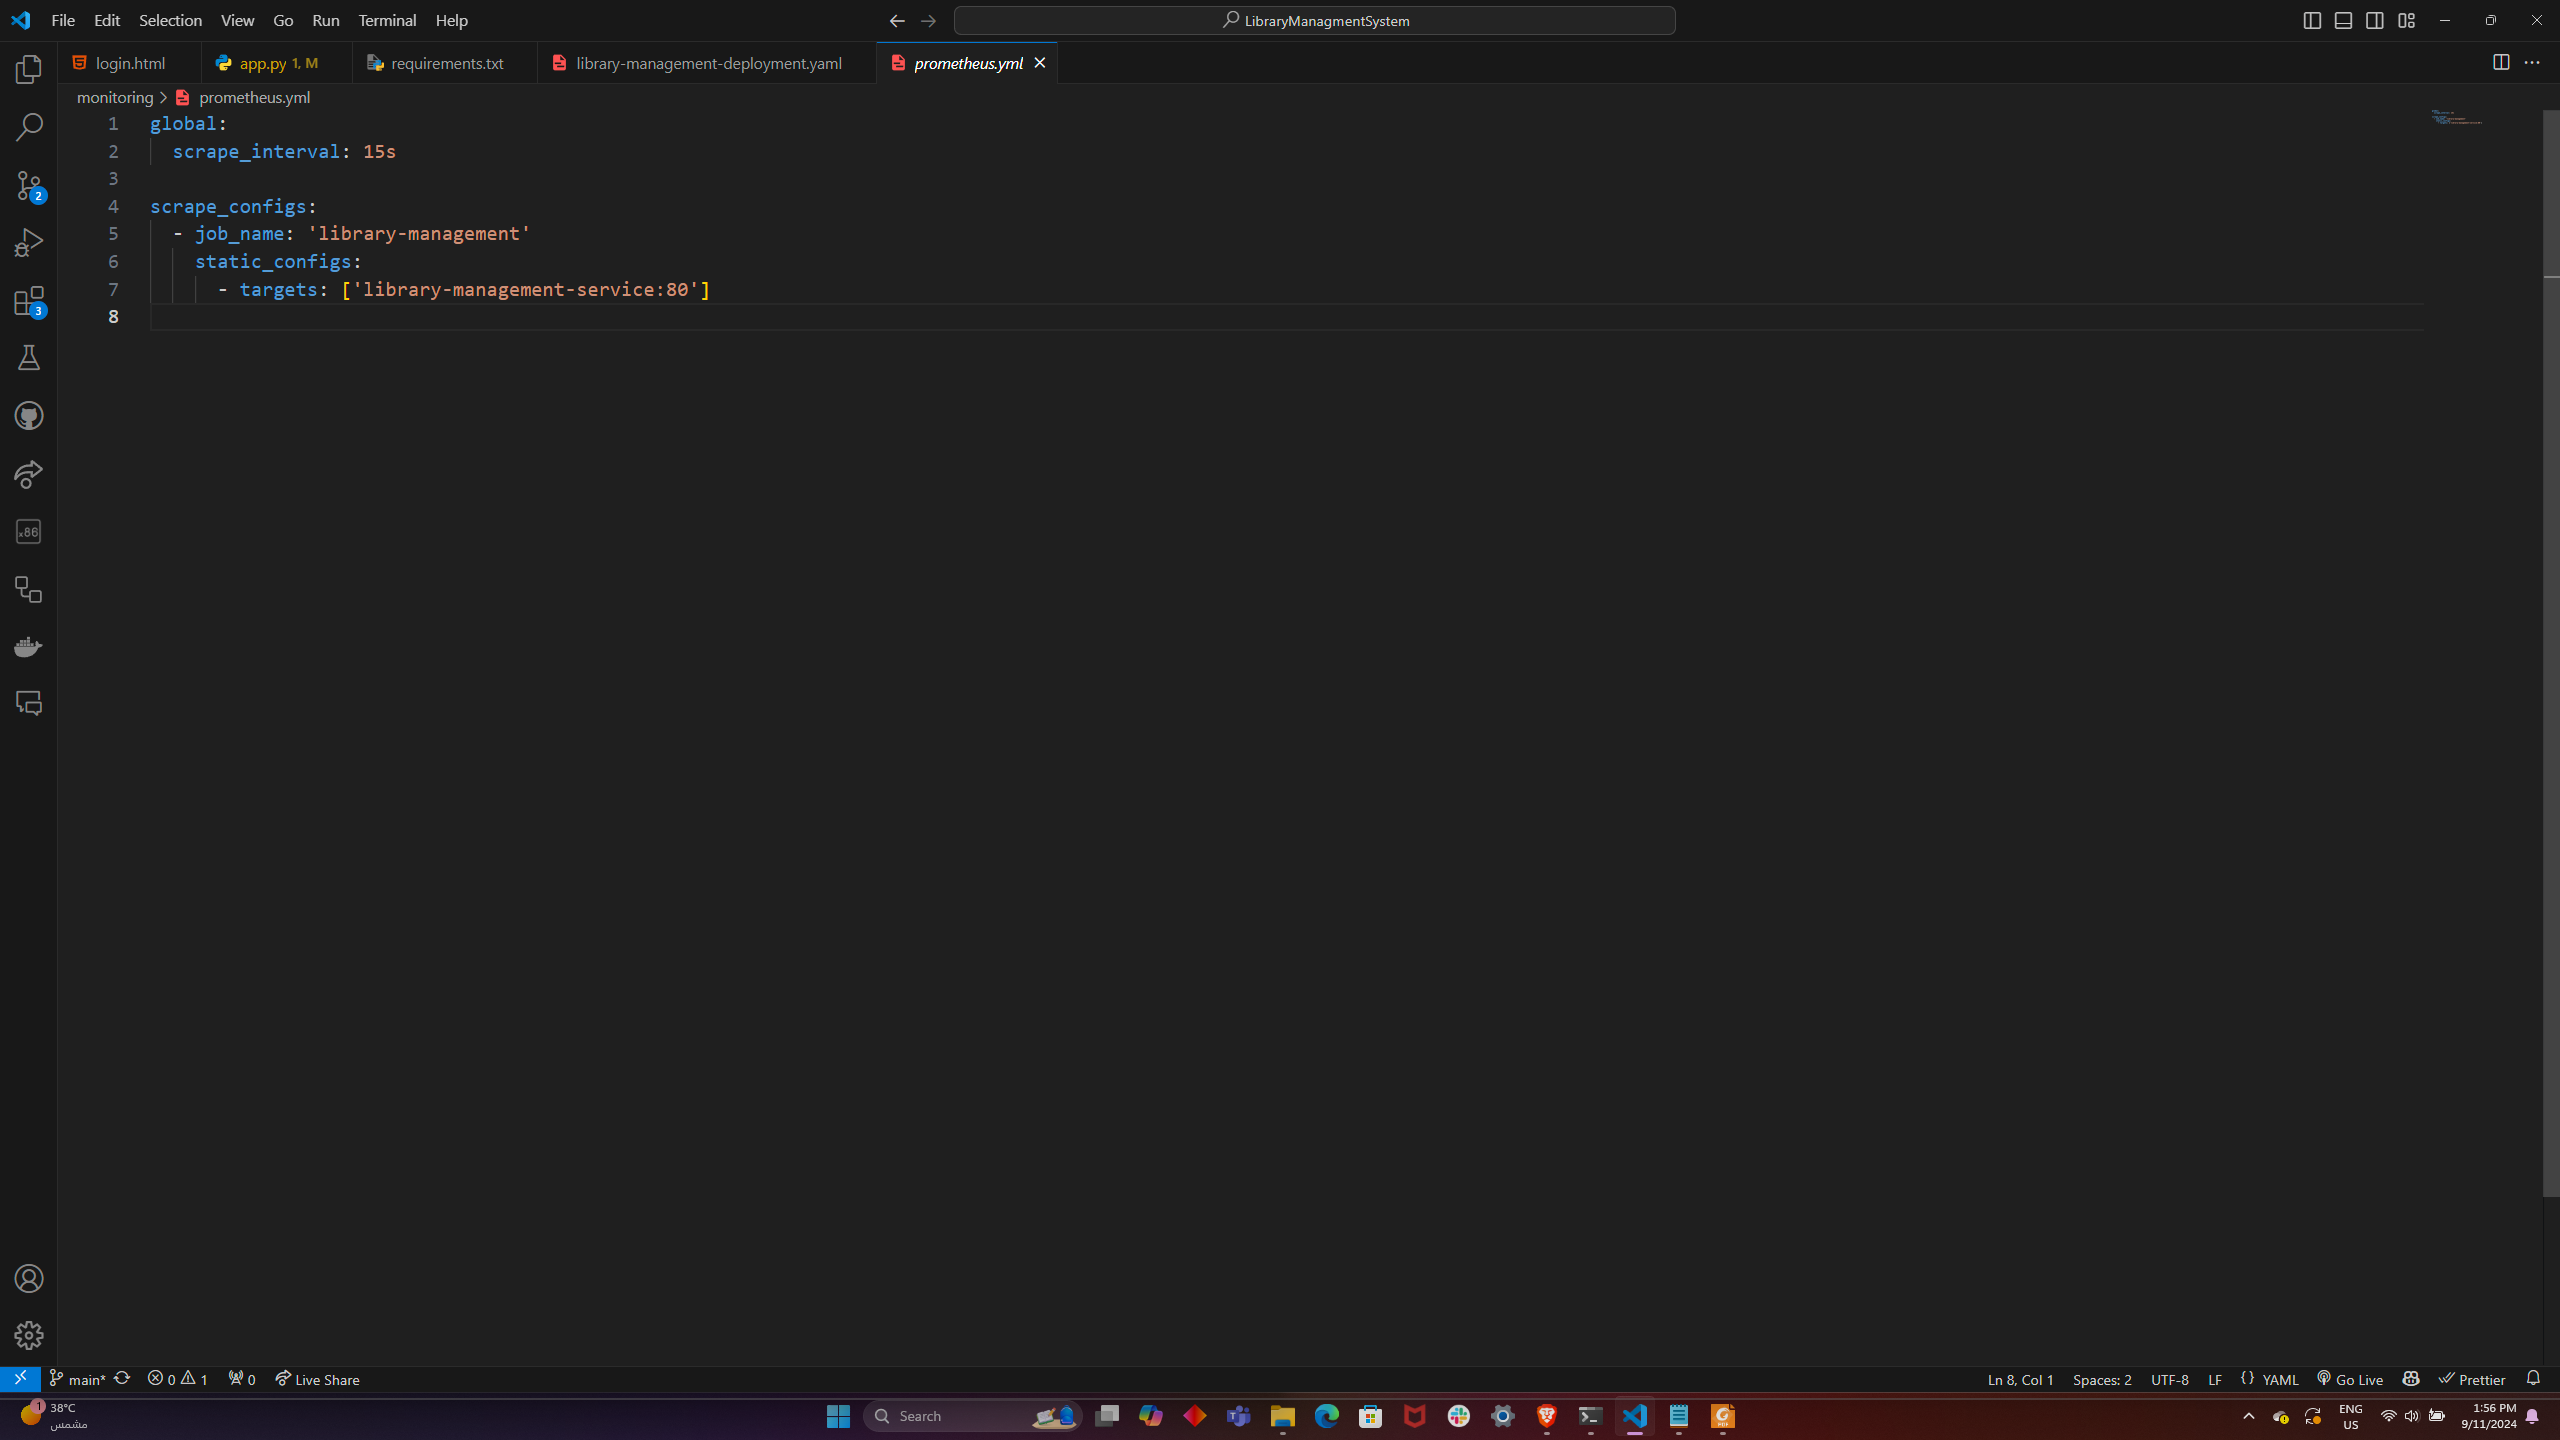 File Edit Selection View Go Run Terminal Help
LibraryManagmentSystem
login.html
app.py 1, M
requirements.txt
library-management-deployment.yaml
prometheus.yml
monitoring > prometheus.yml
1 global:
2 scrape_interval: 15s
3
4 scrape_configs:
5 - job_name: 'library-management'
6 static_configs:
7 - targets: ['library-management-service:80']
8
2
3
x86
main* 0 1 0 Live Share
Ln 8, Col 1 Spaces: 2 UTF-8 LF {} YAML Go Live Prettier
1
38°C
مشمس
Search
ENG
US
1:56 PM
9/11/2024